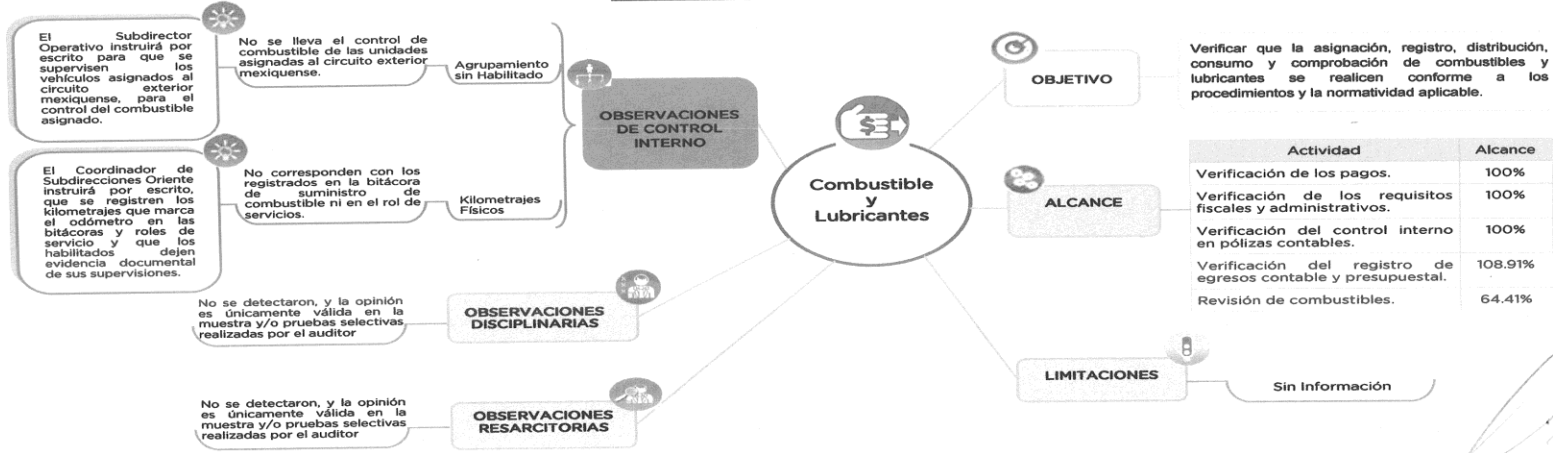 El Subdirector
Operativo instruirá por
escrito para que se
supervisen los
vehículos asignados al
circuito exterior
mexiquense, para el
control del combustible
asignado.
No se lleva el control de
combustible de las unidades
asignadas al circuito exterior
mexiquense.
Agrupamiento
sin Habilitado
El Coordinador de
Subdirecciones Oriente
instruirá por escrito,
que se registren los
kilometrajes que marca
el odómetro en las
bitácoras y roles de
servicio y que los
habilitados dejen
evidencia documental
de sus supervisiones.
No corresponden con los
registrados en la bitácora
de suministro de
combustible ni en el rol de
servicios.
Kilometrajes
Físicos
OBSERVACIONES
DE CONTROL
INTERNO
No se detectaron, y la opinión
es únicamente válida en la
muestra y/o pruebas selectivas
realizadas por el auditor
OBSERVACIONES
DISCIPLINARIAS
No se detectaron, y la opinión
es únicamente válida en la
muestra y/o pruebas selectivas
realizadas por el auditor
OBSERVACIONES
RESARCITORIAS
$
Combustible
y
Lubricantes
OBJETIVO
Verificar que la asignación, registro, distribución,
consumo y comprobación de combustibles y
lubricantes se realicen conforme a los
procedimientos y la normatividad aplicable.
ALCANCE
Actividad Alcance
Verificación de los pagos. 100%
Verificación de los requisitos 100%
fiscales y administrativos.
Verificación del control interno 100%
en pólizas contables.
Verificación del registro de 108.91%
egresos contable y presupuestal.
Revisión de combustibles. 64.41%
LIMITACIONES
Sin Información